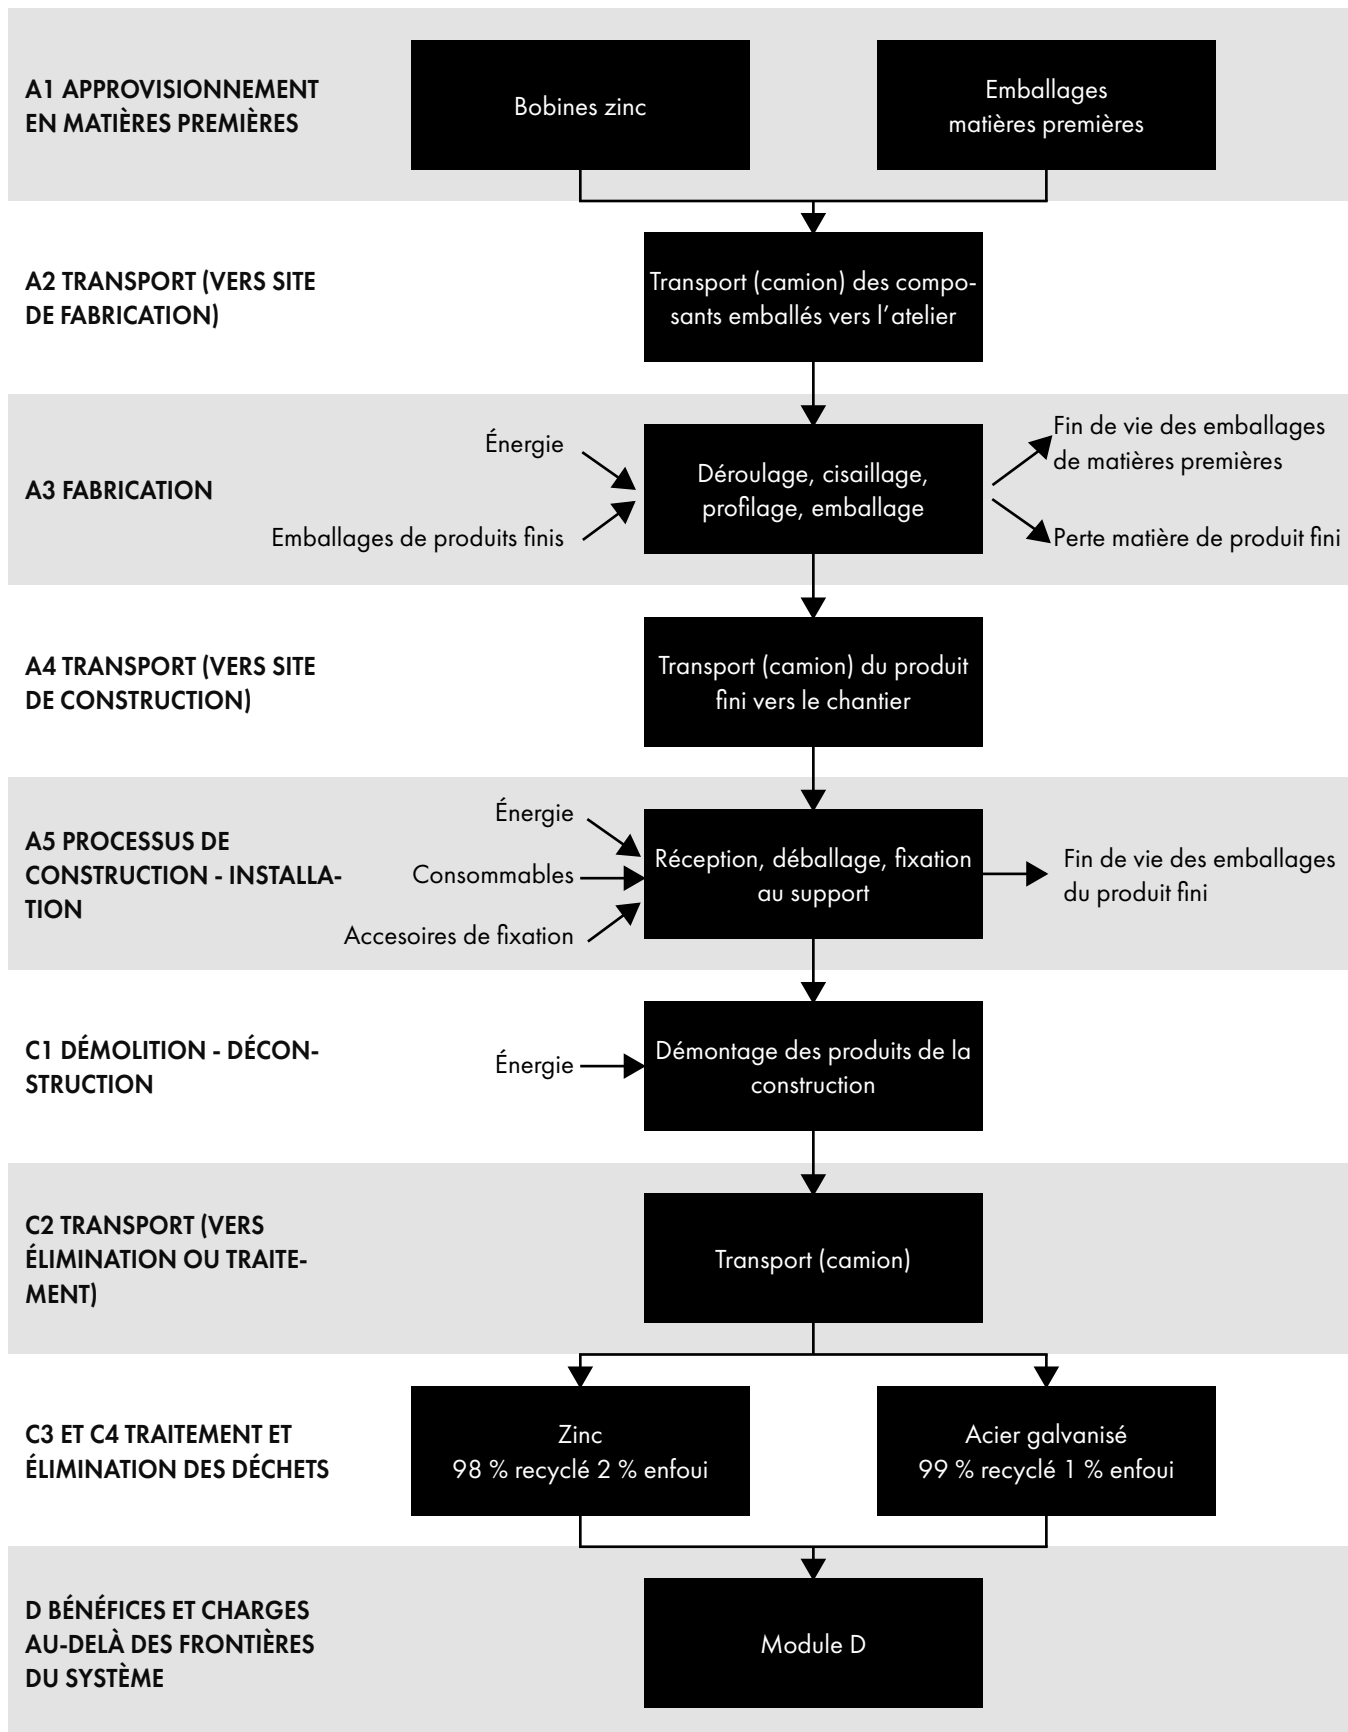 A1 APPROVISIONNEMENT
EN MATIÈRES PREMIÈRES
Bobines zinc
Emballages
matières premières
A2 TRANSPORT (VERS SITE
DE FABRICATION)
Transport (camion) des compo-
sants emballés vers l’atelier
A3 FABRICATION
Énergie
Emballages de produits finis
Déroulage, cisaillage,
profilage, emballage
Fin de vie des emballages
de matières premières
Perte matière de produit fini
A4 TRANSPORT (VERS SITE
DE CONSTRUCTION)
Transport (camion) du produit
fini vers le chantier
A5 PROCESSUS DE
CONSTRUCTION - INSTALLA-
TION
Énergie
Consommables
Accesoires de fixation
Réception, déballage, fixation
au support
Fin de vie des emballages
du produit fini
C1 DÉMOLITION - DÉCON-
STRUCTION
Énergie
Démontage des produits de la
construction
C2 TRANSPORT (VERS
ÉLIMINATION OU TRAITE-
MENT)
Transport (camion)
C3 ET C4 TRAITEMENT ET
ÉLIMINATION DES DÉCHETS
Zinc
98 % recyclé 2 % enfoui
Acier galvanisé
99 % recyclé 1 % enfoui
D BÉNÉFICES ET CHARGES
AU-DELÀ DES FRONTIÈRES
DU SYSTÈME
Module D